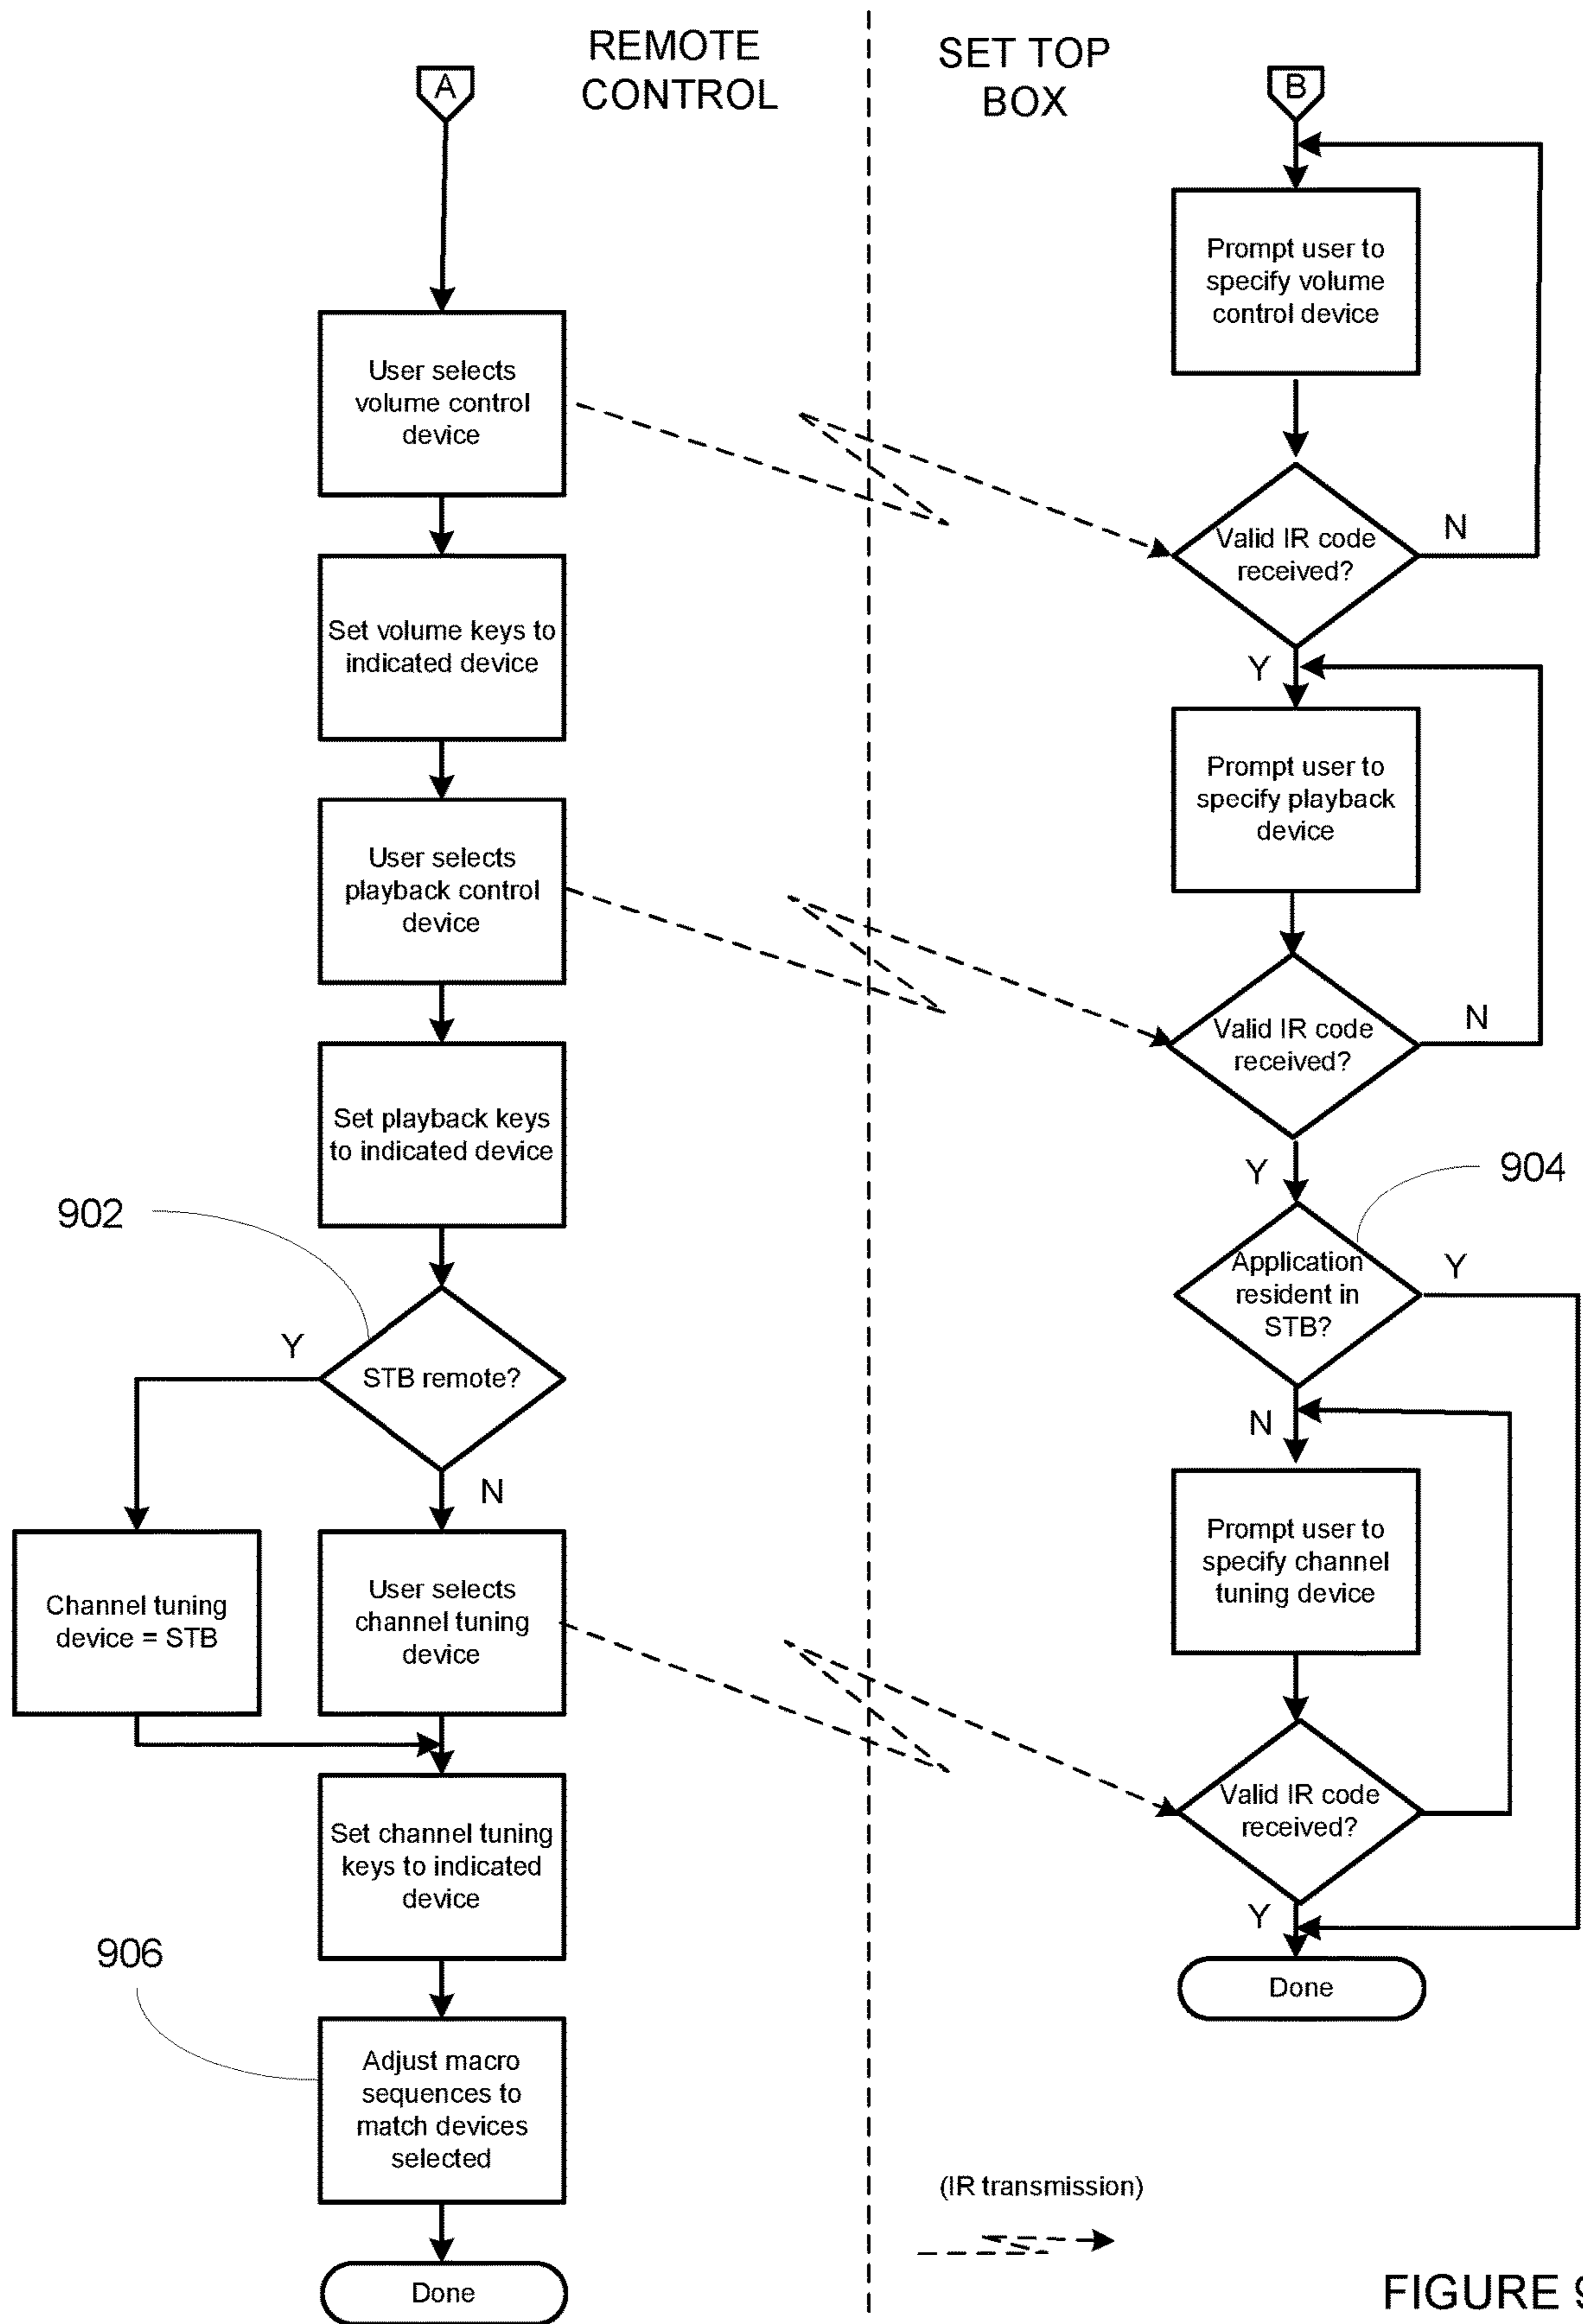 REMOTE
CONTROL
SET TOP
BOX
A
User selects
volume control
device
Set volume keys to
indicated device
User selects
playback control
device
Set playback keys
to indicated device
902
STB remote?
Y
N
Channel tuning
device = STB
User selects
channel tuning
device
Set channel tuning
keys to indicated
device
906
Adjust macro
sequences to
match devices
selected
Done
B
Prompt user to
specify volume
control device
Valid IR code
received?
N
Y
Prompt user to
specify playback
device
Valid IR code
received?
N
Y
904
Application
resident in
STB?
Y
N
Prompt user to
specify channel
tuning device
Valid IR code
received?
Y
Done
(IR transmission)
FIGURE 9